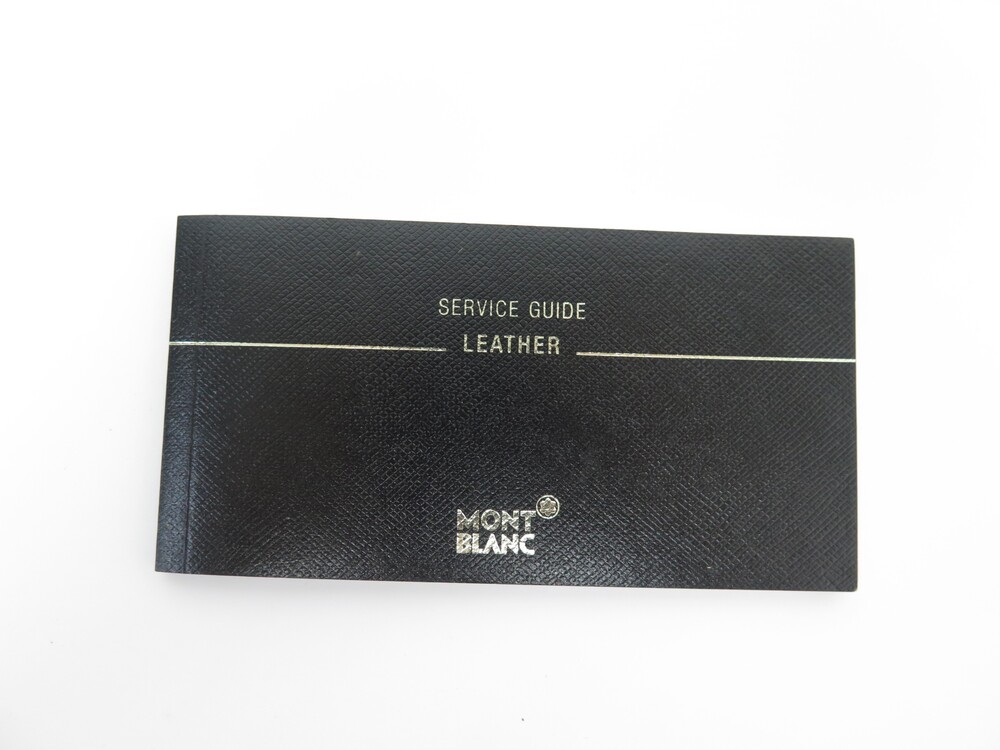 SERVICE GUIDE
LEATHER
MONT
BLANC